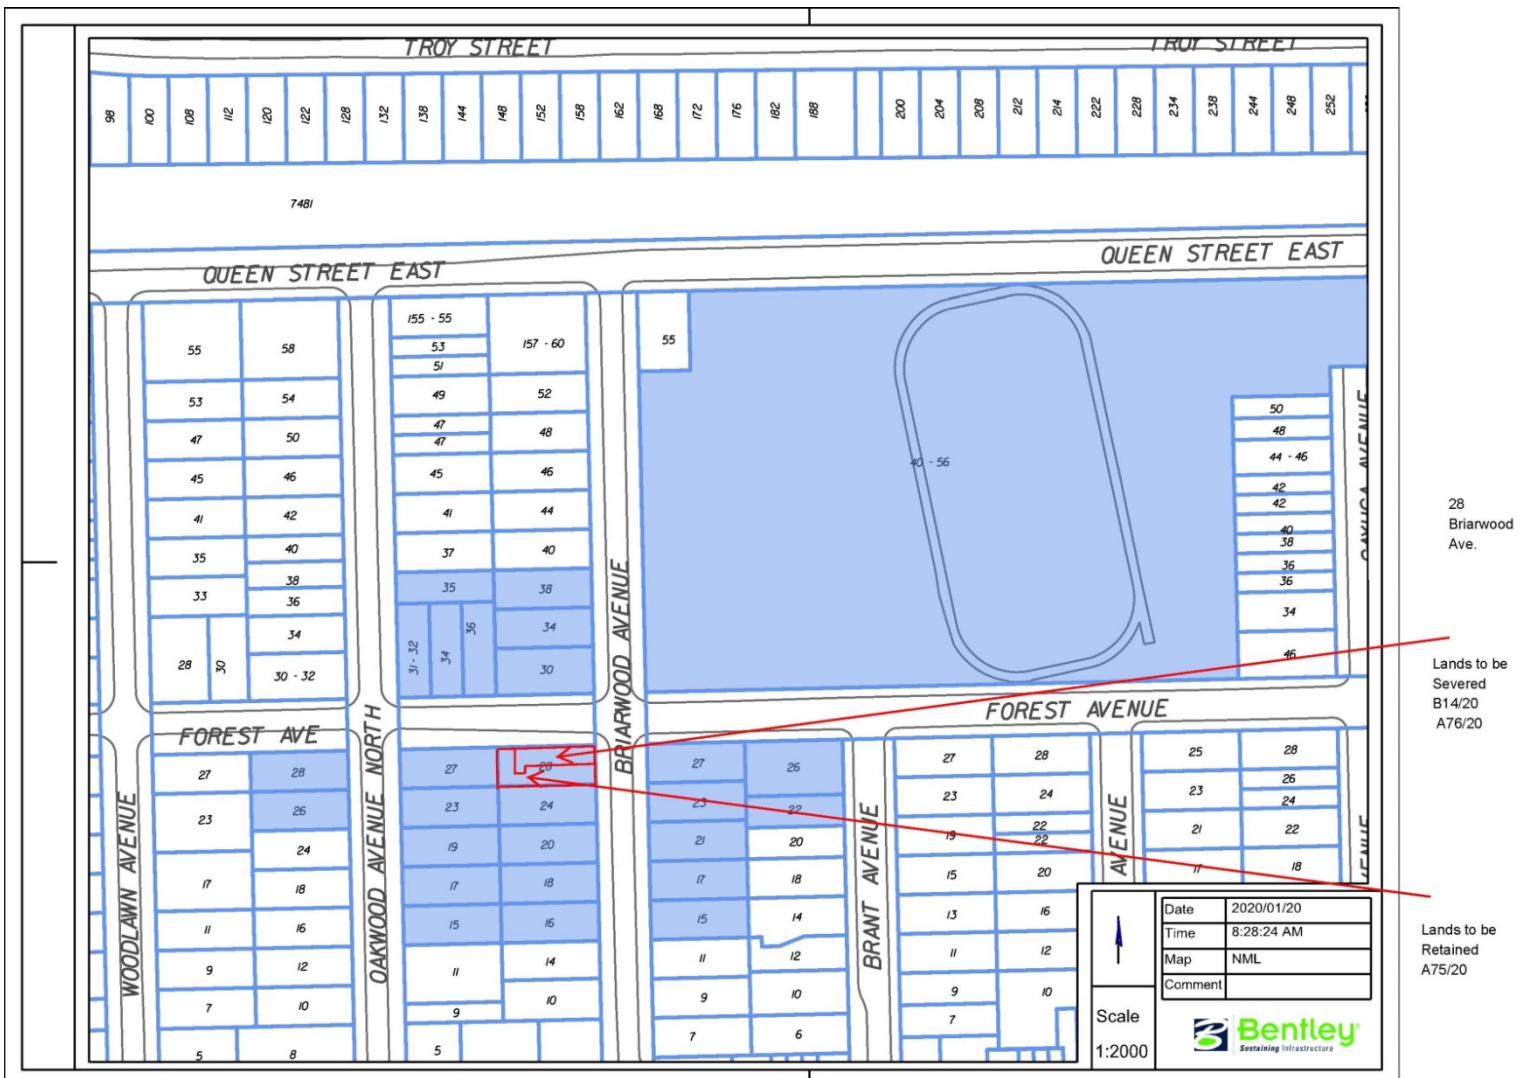 TROY STREET
TROY STREET
98 100 108 112 120 122 128 132 138 144 148 152 158 162 168 172 176 182 188 200 204 208 212 214 222 228 234 238 244 248 252
7481
QUEEN STREET EAST
QUEEN STREET EAST
55 58
53 54
47 50
45 46
41 42
35 40
38
33 36
34
28 30 30 - 32
155 - 55
53 157 - 60
51
49 52
47 48
47
45 46
41 44
37 40
35 38
31 - 32 34 36 34
30
55
40 - 56
50
48
44 - 46
42
42
40
38
36
36
34
46
CAYUGA AVENUE
BRIARWOOD AVENUE
FOREST AVE
FOREST AVENUE
WOODLAWN AVENUE
OAKWOOD AVENUE NORTH
BRANT AVENUE
AVENUE
27 28
26
23
24
17 18
11 16
9 12
7 10
5 8
27 28
23 24
19 20
17 18
15 16
11 14
9 10
5
27 26
23 22
21 20
17 18
15 14
11 12
9 10
7 6
27 28
23 24
19 22
22
15 20
13 16
11 12
9 10
7
25 28
26
23 24
21 22
17 18
28
Briarwood
Ave.
Lands to be
Severed
B14/20
A76/20
Lands to be
Retained
A75/20
Date 2020/01/20
Time 8:28:24 AM
Map NML
Comment
Scale
1:2000
Bentley
Sustaining Infrastructure